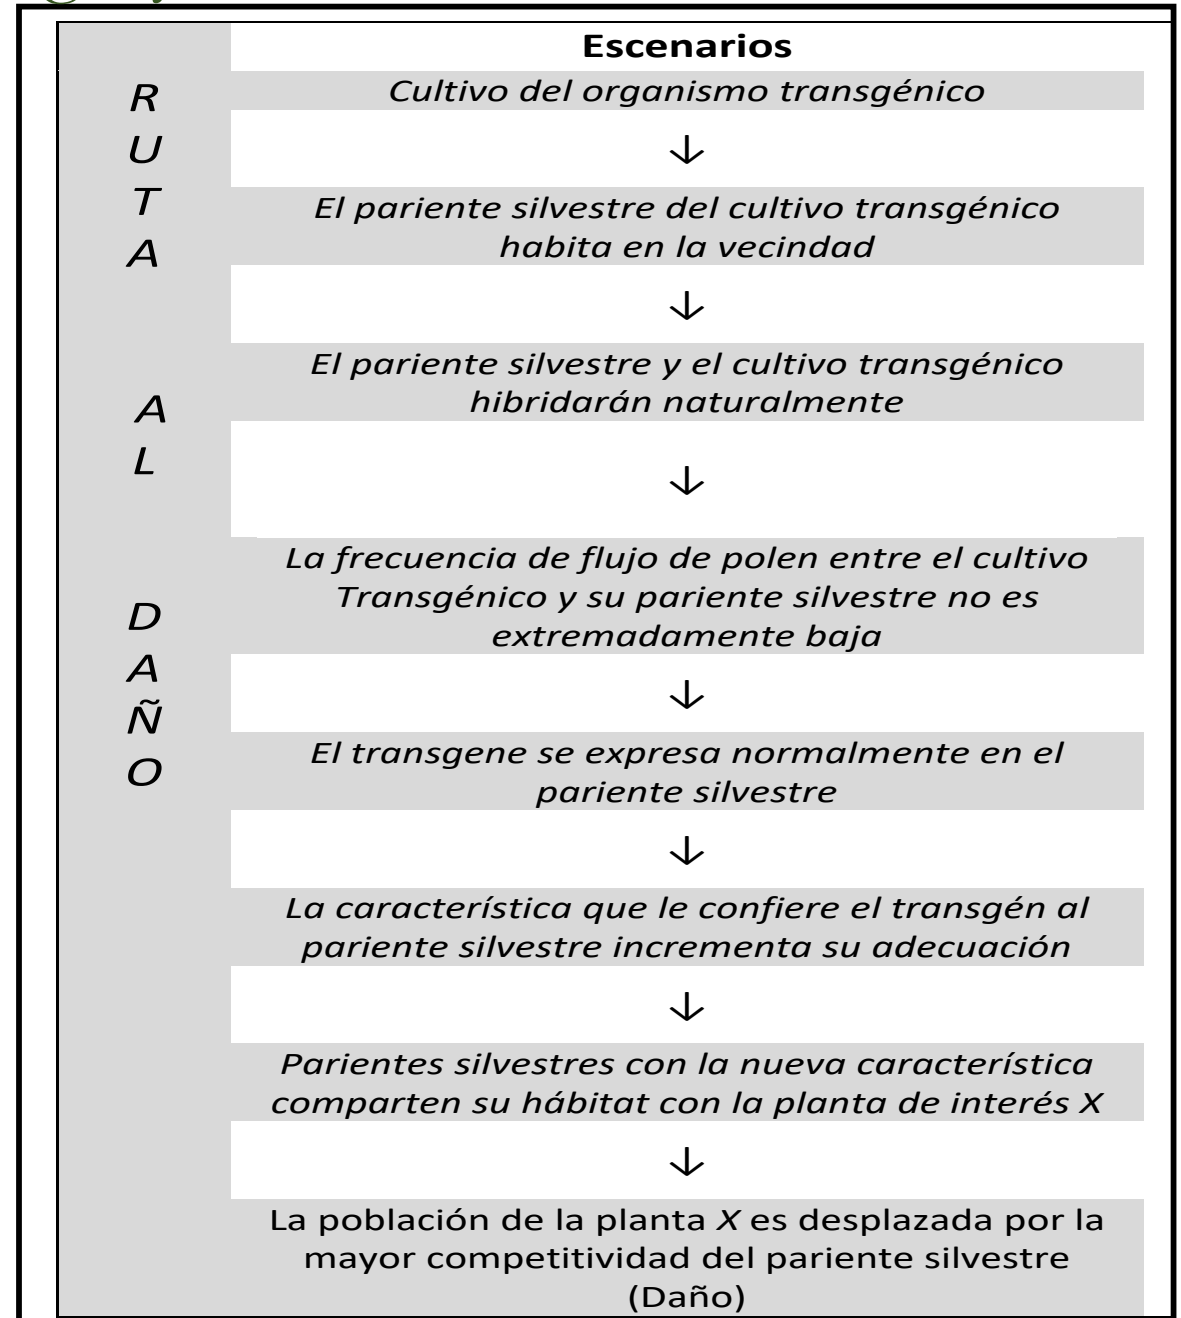 Escenarios
R
U
T
A
A
L
D
A
Ñ
O
Cultivo del organismo transgénico
↓
El pariente silvestre del cultivo transgénico
habita en la vecindad
↓
El pariente silvestre y el cultivo transgénico
hibridarán naturalmente
↓
La frecuencia de flujo de polen entre el cultivo
Transgénico y su pariente silvestre no es
extremadamente baja
↓
El transgene se expresa normalmente en el
pariente silvestre
↓
La característica que le confiere el transgén al
pariente silvestre incrementa su adecuación
↓
Parientes silvestres con la nueva característica
comparten su hábitat con la planta de interés X
↓
La población de la planta X es desplazada por la
mayor competitividad del pariente silvestre
(Daño)